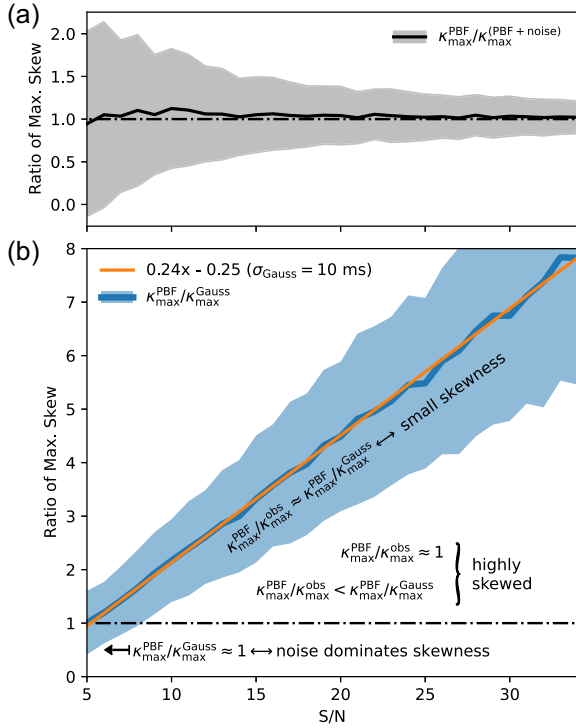 (a)
2.0
1.5
1.0
0.5
0.0
Ratio of Max. Skew
κ_max^PBF/κ_max^(PBF + noise)
(b)
8
7
6
5
4
3
2
1
0
Ratio of Max. Skew
0.24x - 0.25 (σ_Gauss = 10 ms)
κ_max^PBF/κ_max^Gauss
κ_max^PBF/κ_max^obs ≈ κ_max^PBF/κ_max^Gauss ⟷ small skewness
κ_max^PBF/κ_max^obs ≈ 1
κ_max^PBF/κ_max^obs < κ_max^PBF/κ_max^Gauss
} highly
skewed
κ_max^PBF/κ_max^Gauss ≈ 1 ⟷ noise dominates skewness
5 10 15 20 25 30
S/N